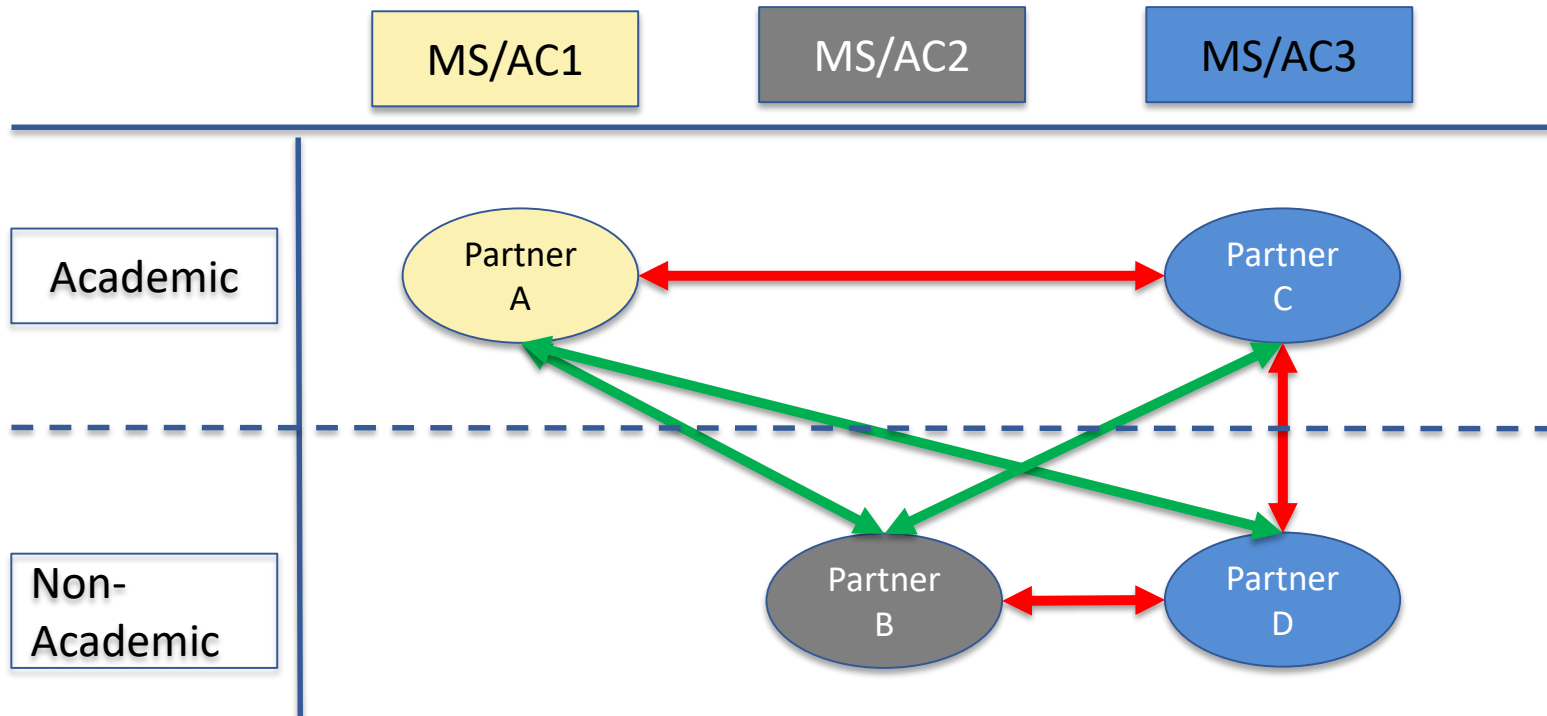 MS/AC1
MS/AC2
MS/AC3
Academic
Partner
A
Partner
C
Non-
Academic
Partner
B
Partner
D